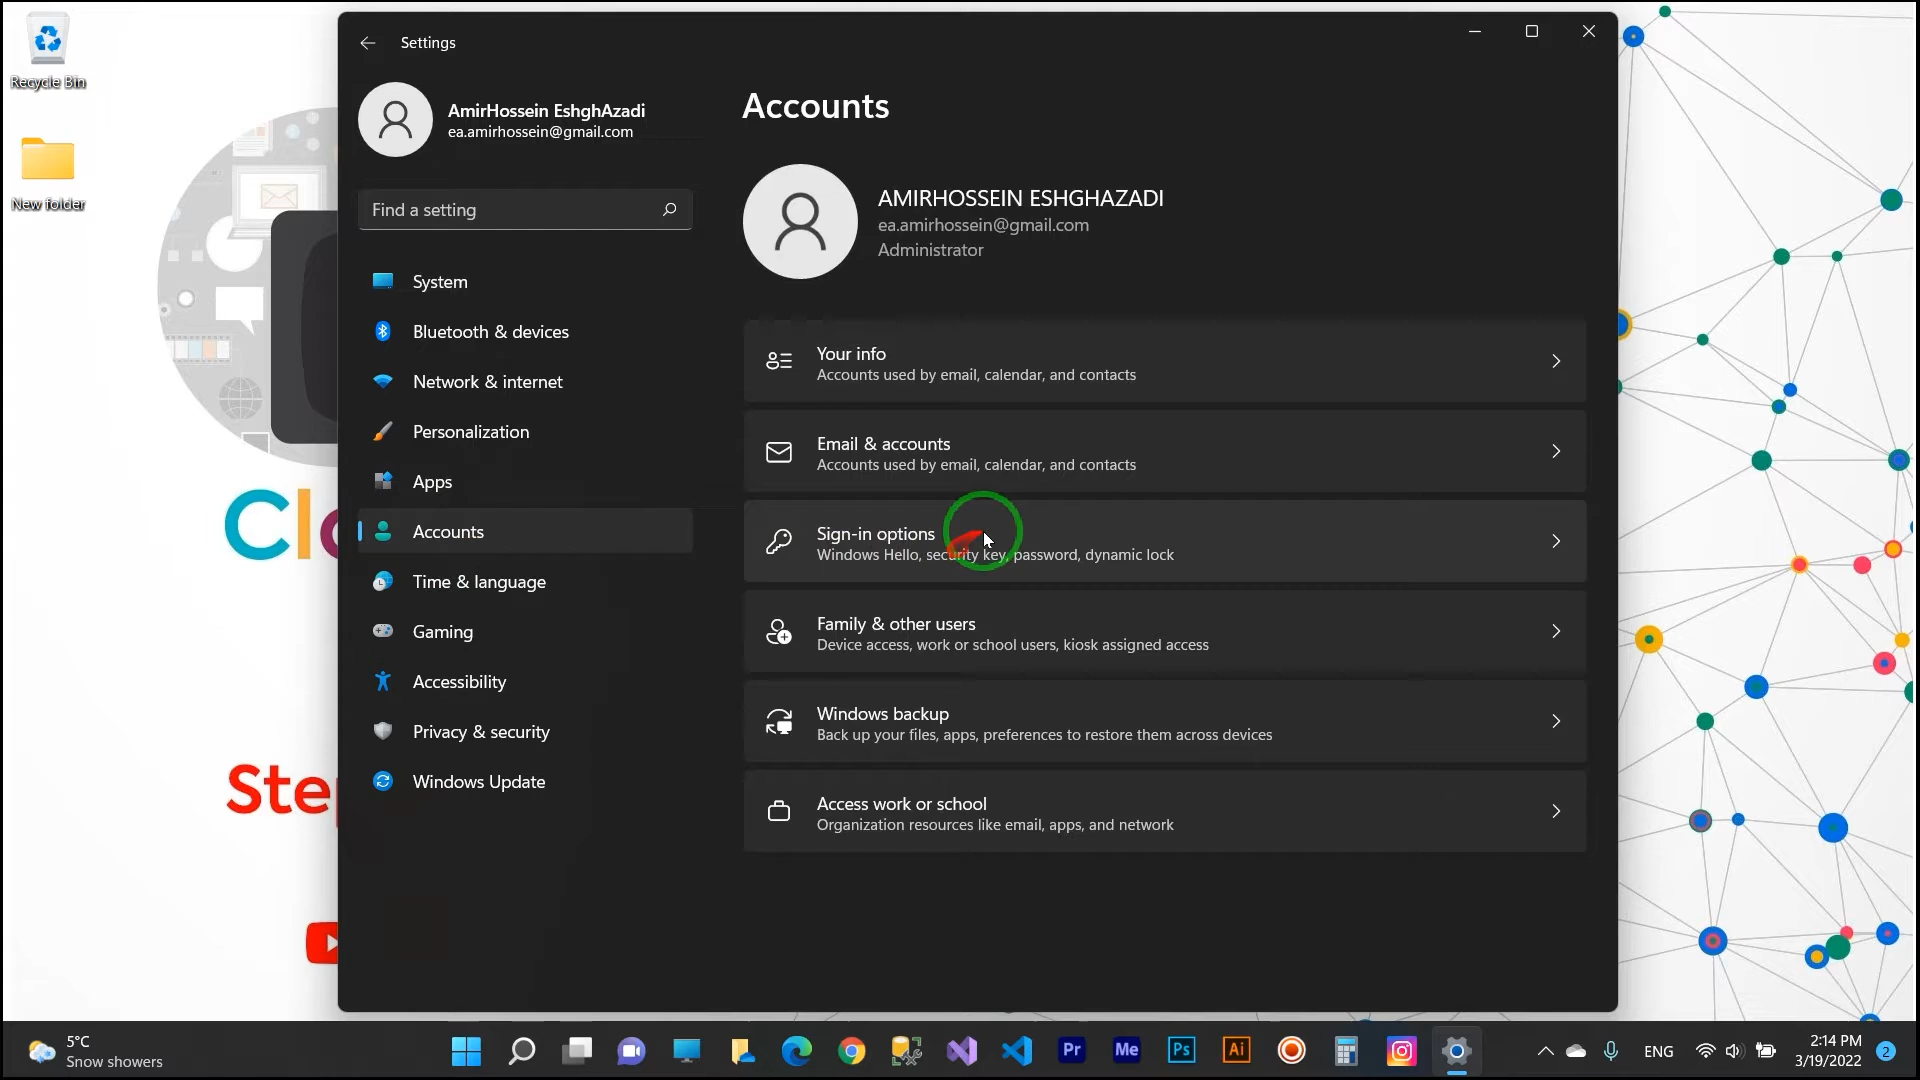 Recycle Bin
New folder
Settings
AmirHossein EshghAzadi
ea.amirhossein@gmail.com
Find a setting
System
Bluetooth & devices
Network & internet
Personalization
Apps
Accounts
Time & language
Gaming
Accessibility
Privacy & security
Windows Update
Accounts
AMIRHOSSEIN ESHGHAZADI
ea.amirhossein@gmail.com
Administrator
Your info
Accounts used by email, calendar, and contacts
Email & accounts
Accounts used by email, calendar, and contacts
Sign-in options
Windows Hello, security key, password, dynamic lock
Family & other users
Device access, work or school users, kiosk assigned access
Windows backup
Back up your files, apps, preferences to restore them across devices
Access work or school
Organization resources like email, apps, and network
Clo
Step
5°C
Snow showers
Pr
Me
Ps
Ai
ENG
2:14 PM
3/19/2022
2